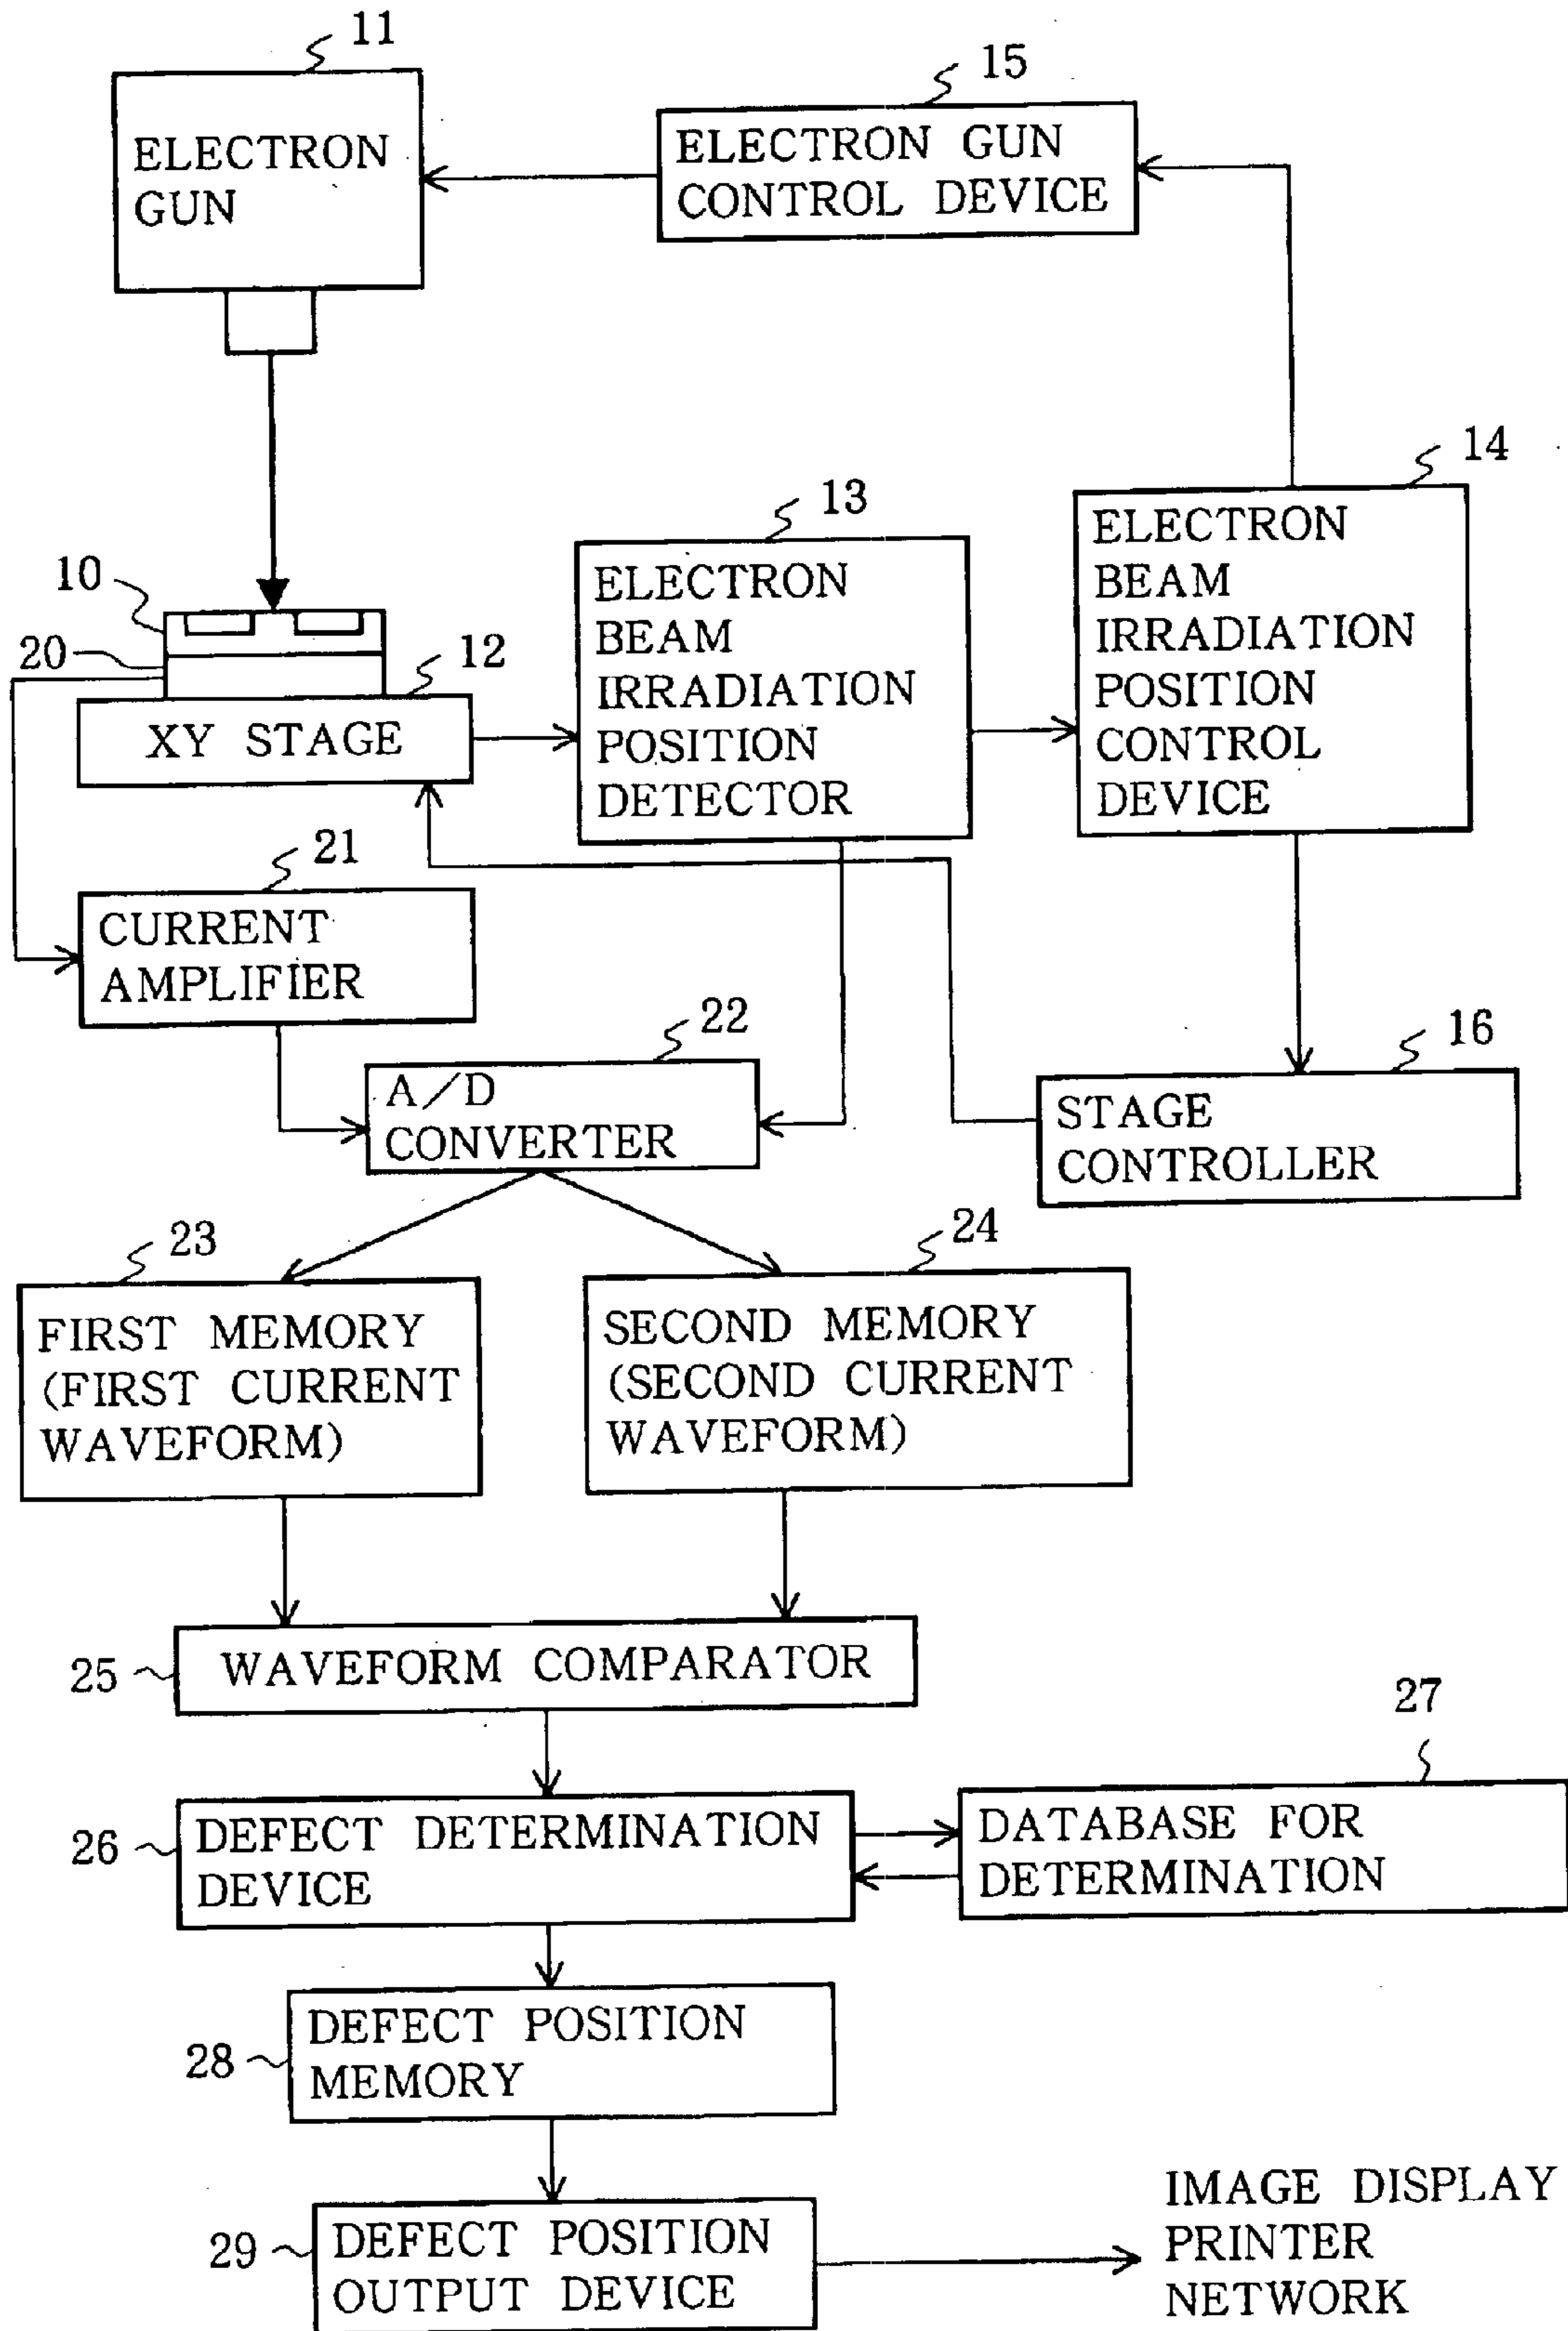 11
ELECTRON
GUN
15
ELECTRON GUN
CONTROL DEVICE
14
ELECTRON
BEAM
IRRADIATION
POSITION
CONTROL
DEVICE
13
ELECTRON
BEAM
IRRADIATION
POSITION
DETECTOR
10
20
12
XY STAGE
21
CURRENT
AMPLIFIER
22
A/D
CONVERTER
16
STAGE
CONTROLLER
23
FIRST MEMORY
(FIRST CURRENT
WAVEFORM)
24
SECOND MEMORY
(SECOND CURRENT
WAVEFORM)
25
WAVEFORM COMPARATOR
26
DEFECT DETERMINATION
DEVICE
27
DATABASE FOR
DETERMINATION
28
DEFECT POSITION
MEMORY
29
DEFECT POSITION
OUTPUT DEVICE
IMAGE DISPLAY
PRINTER
NETWORK